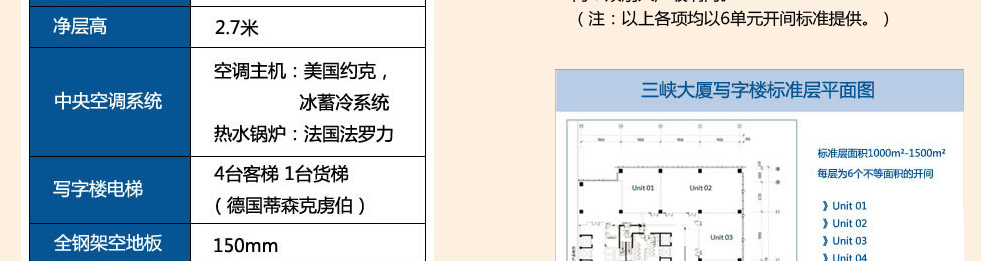 净层高
2.7米
中央空调系统
空调主机：美国约克，
冰蓄冷系统
热水锅炉：法国法罗力
写字楼电梯
4台客梯 1台货梯
（德国蒂森克虏伯）
全钢架空地板
150mm
（注：以上各项均以6单元开间标准提供。）
三峡大厦写字楼标准层平面图
Unit 01
Unit 02
Unit 03
标准层面积1000m²-1500m²
每层为6个不等面积的开间
》Unit 01
》Unit 02
》Unit 03
》Unit 04